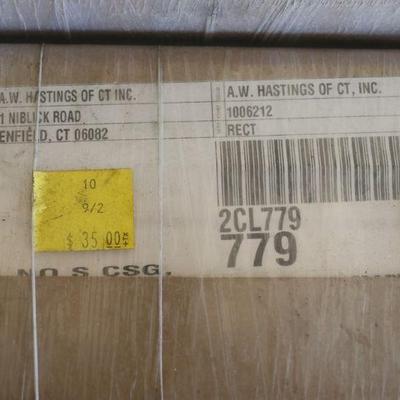 A.W. HASTINGS OF CT INC.
1 NIBLICK ROAD
ENFIELD, CT 06082
A.W. HASTINGS OF CT, INC.
1006212
RECT
10
9/2
$ 35.00
2CL779
779
NO S CSG,